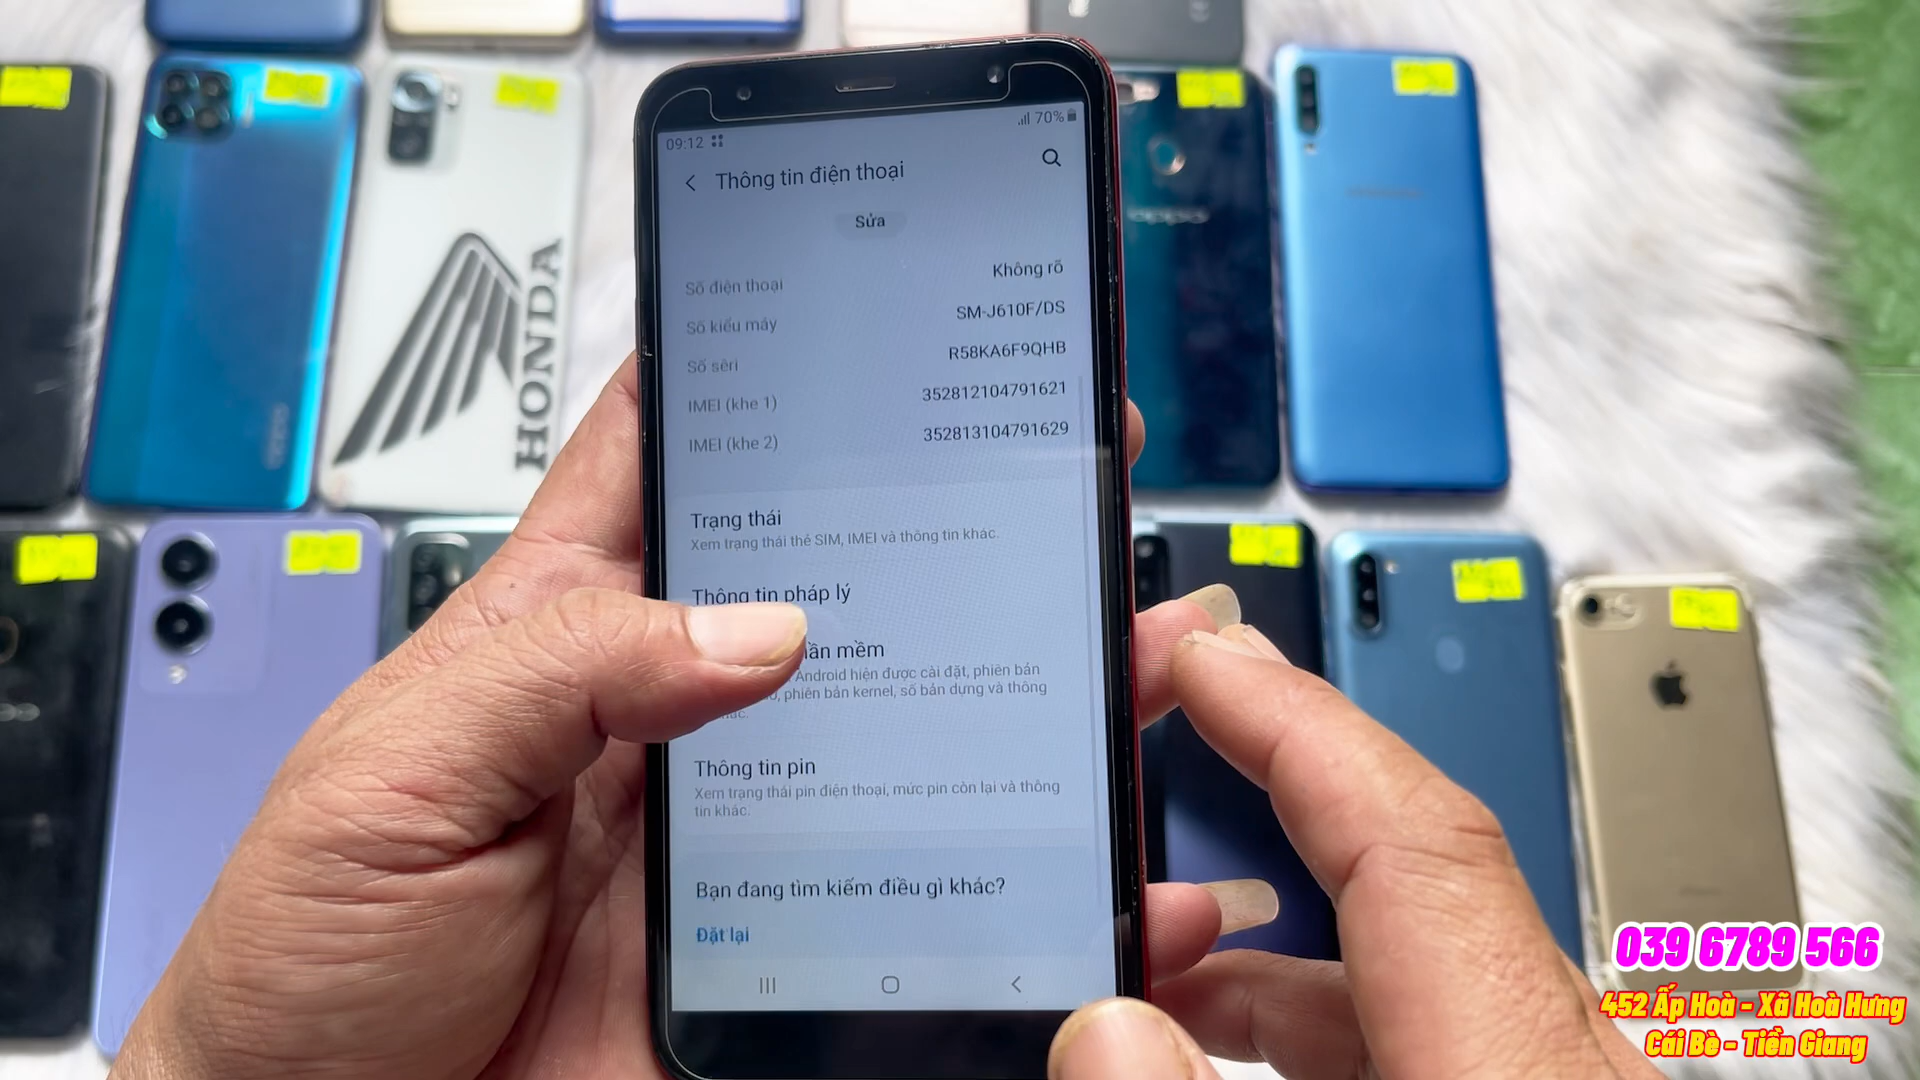 09:12
70%
Thông tin điện thoại
Sửa
Số điện thoại Không rõ
Số kiểu máy SM-J610F/DS
Số sêri R58KA6F9QHB
IMEI (khe 1) 352812104791621
IMEI (khe 2) 352813104791629
Trạng thái
Xem trạng thái thẻ SIM, IMEI và thông tin khác.
Thông tin pháp lý
mềm
Android hiện được cài đặt, phiên bản
phiên bản kernel, số bản dựng và thông
Thông tin pin
Xem trạng thái pin điện thoại, mức pin còn lại và thông
tin khác.
Bạn đang tìm kiếm điều gì khác?
Đặt lại
HONDA
oppo
039 6789 566
452 Ấp Hoà - Xã Hoà Hưng
Cái Bè - Tiền Giang